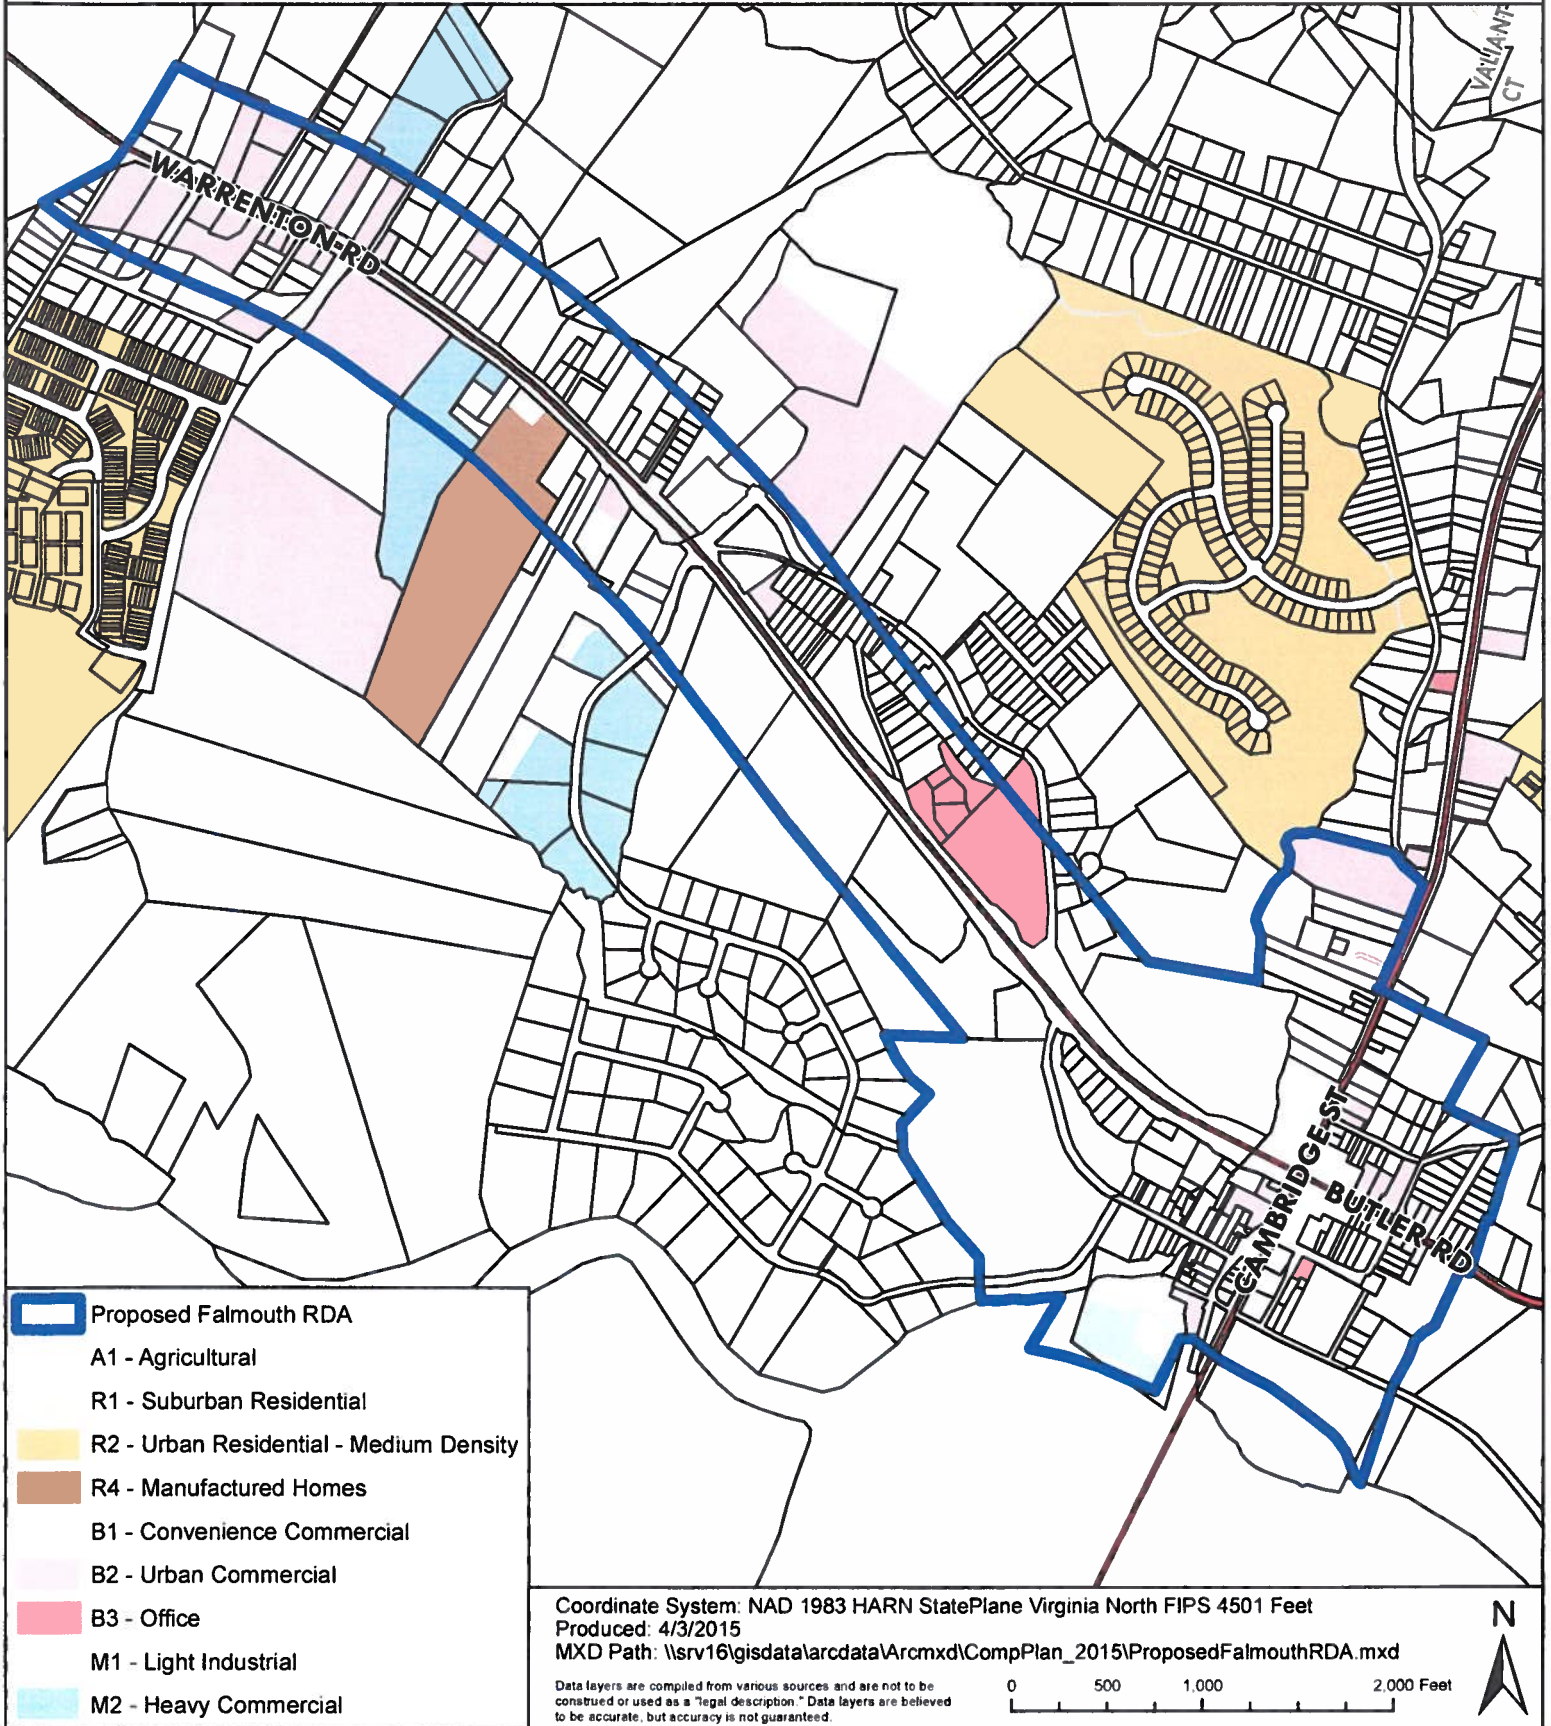 VALIANT
CT
WARRENTON-RD
CAMBRIDGE-ST
BUTLER-RD
Proposed Falmouth RDA
A1 - Agricultural
R1 - Suburban Residential
R2 - Urban Residential - Medium Density
R4 - Manufactured Homes
B1 - Convenience Commercial
B2 - Urban Commercial
B3 - Office
M1 - Light Industrial
M2 - Heavy Commercial
Coordinate System: NAD 1983 HARN StatePlane Virginia North FIPS 4501 Feet
Produced: 4/3/2015
MXD Path: \\srv16\gisdata\arcdata\Arcmxd\CompPlan_2015\ProposedFalmouthRDA.mxd
Data layers are compiled from various sources and are not to be
construed or used as a "legal description." Data layers are believed
to be accurate, but accuracy is not guaranteed.
0 500 1,000 2,000 Feet
N